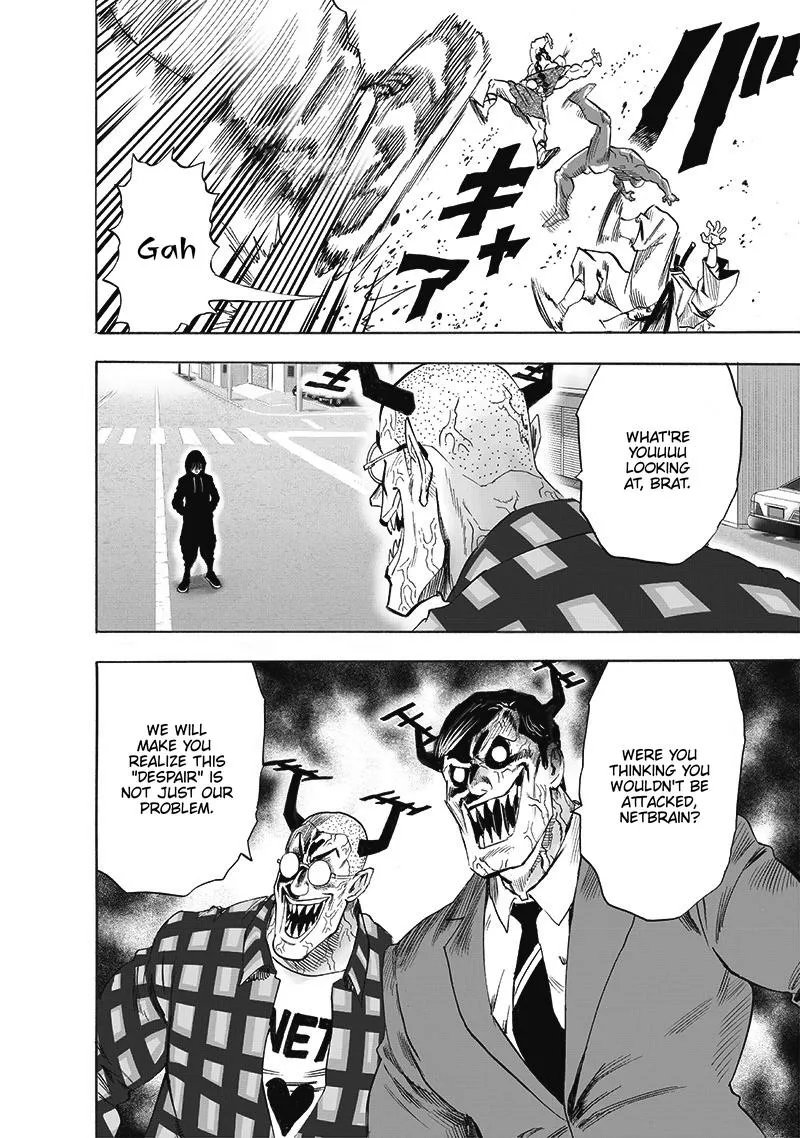 バ
キャ
ア
Gah
WHAT'RE
YOUUUU
LOOKING
AT, BRAT.
WERE YOU
THINKING YOU
WOULDN'T BE
ATTACKED,
NETBRAIN?
WE WILL
MAKE YOU
REALIZE THIS
"DESPAIR" IS
NOT JUST OUR
PROBLEM.
NET